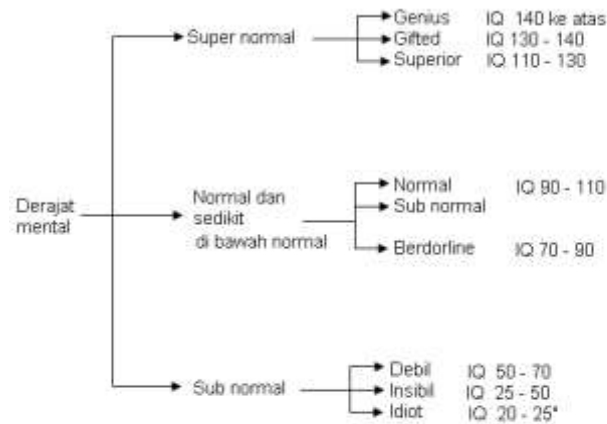 Derajat
mental
Super normal
Genius IQ 140 ke atas
Gifted IQ 130 - 140
Superior IQ 110 - 130
Normal dan
sedikit
di bawah normal
Normal IQ 90 - 110
Sub normal
Berdorline IQ 70 - 90
Sub normal
Debil IQ 50 - 70
Insibil IQ 25 - 50
Idiot IQ 20 - 25"